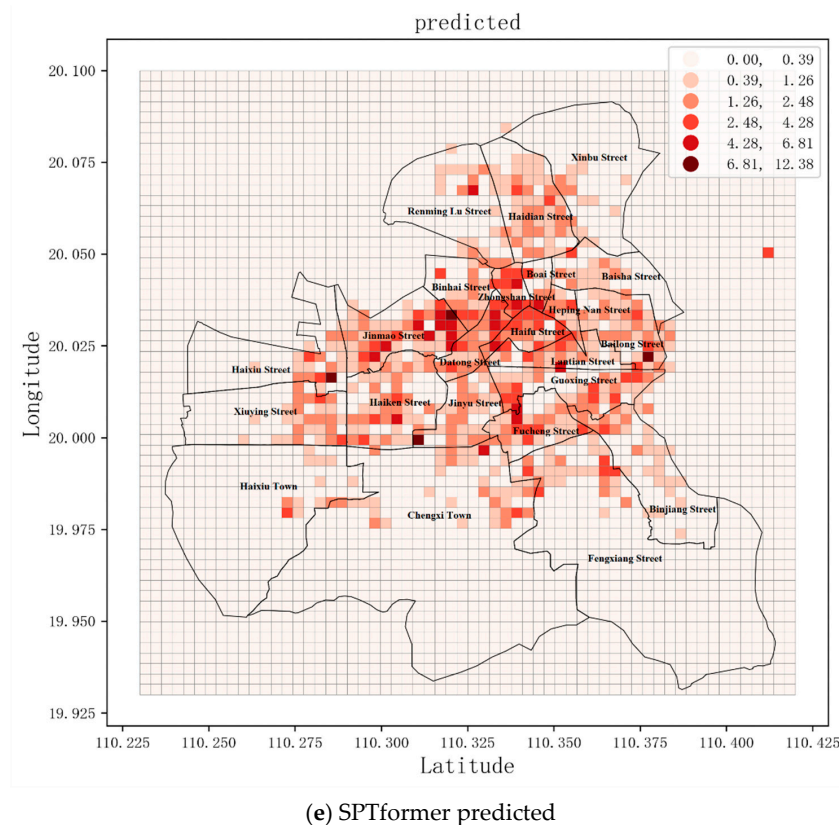 predicted
0.00, 0.39
0.39, 1.26
1.26, 2.48
2.48, 4.28
4.28, 6.81
6.81, 12.38
20.100
20.075
20.050
20.025
20.000
19.975
19.950
19.925
Longitude
Xinbu Street
Renming Lu Street
Haidian Street
Boai Street
Baisha Street
Binhai Street
Zhongshan Street
Heping Nan Street
Jinmao Street
Haifu Street
Bailong Street
Haixiu Street
Datong Street
Lantian Street
Guoxing Street
Xiuying Street
Haiken Street
Jinyu Street
Fucheng Street
Haixiu Town
Chengxi Town
Binjiang Street
Fengxiang Street
110.225 110.250 110.275 110.300 110.325 110.350 110.375 110.400 110.425
Latitude
(e) SPTformer predicted